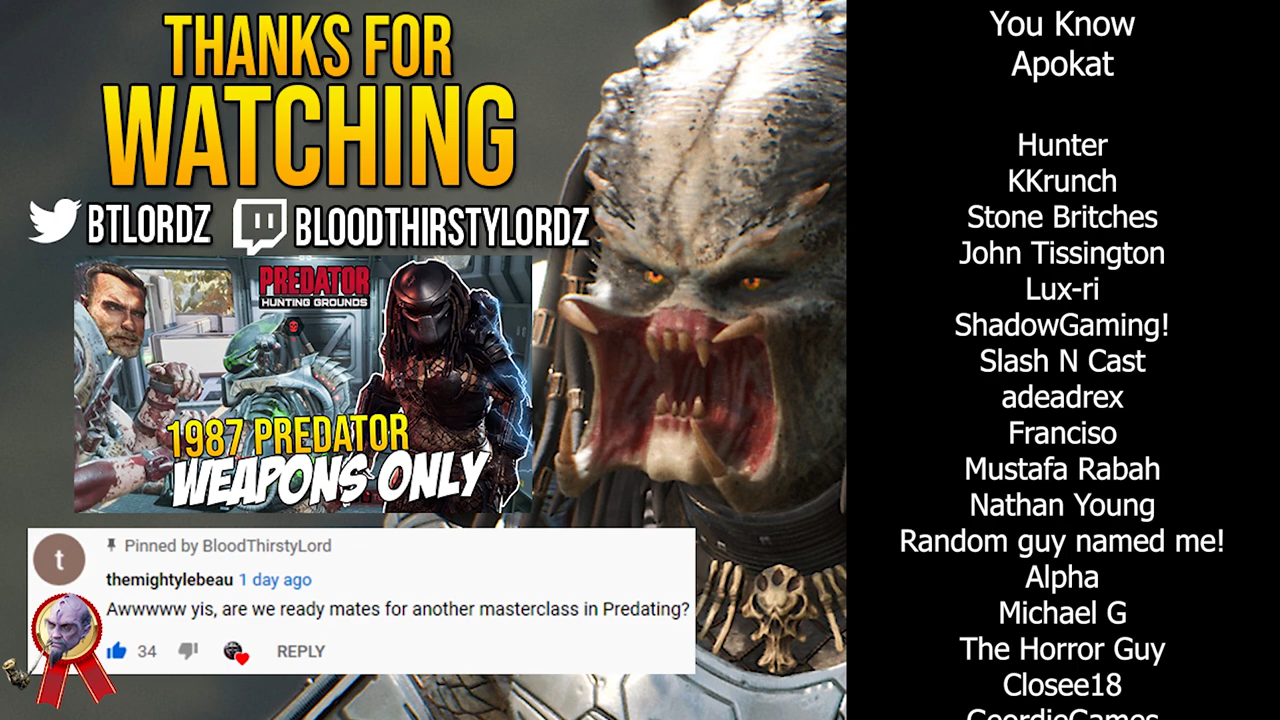 THANKS FOR
WATCHING
BTLORDZ BLOODTHIRSTYLORDZ
PREDATOR
HUNTING GROUNDS
1987 PREDATOR
WEAPONS ONLY
t
Pinned by BloodThirstyLord
themightylebeau 1 day ago
Awwwww yis, are we ready mates for another masterclass in Predating?
34 REPLY
You Know
Apokat
Hunter
KKrunch
Stone Britches
John Tissington
Lux-ri
ShadowGaming!
Slash N Cast
adeadrex
Franciso
Mustafa Rabah
Nathan Young
Random guy named me!
Alpha
Michael G
The Horror Guy
Closee18
GeordieGames